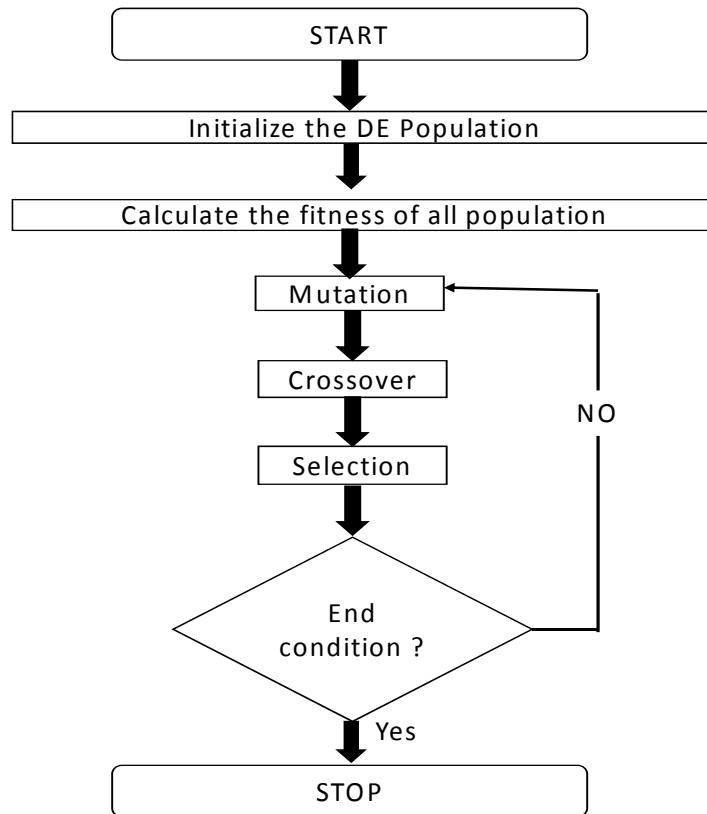 START
Initialize the DE Population
Calculate the fitness of all population
Mutation
Crossover
NO
Selection
End
condition ?
Yes
STOP